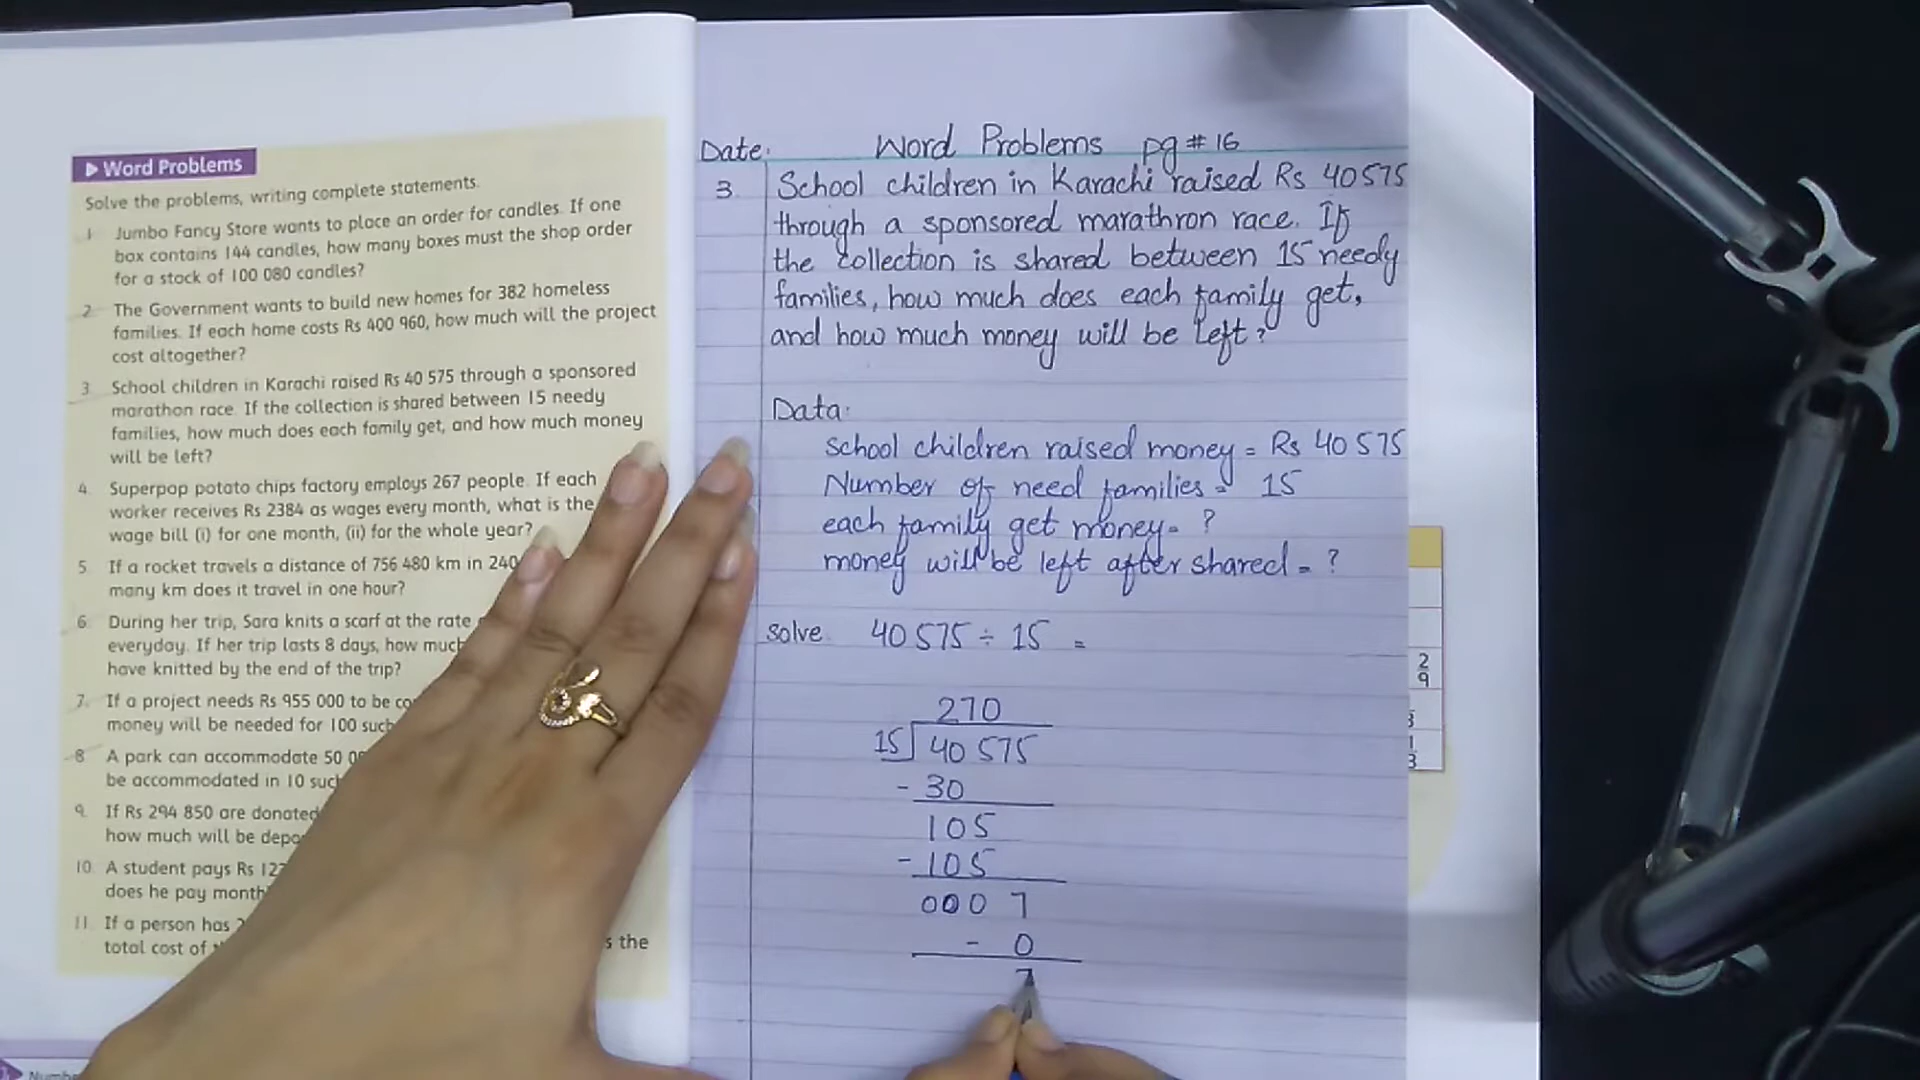 Word Problems
Solve the problems, writing complete statements.
1 Jumbo Fancy Store wants to place an order for candles. If one
box contains 144 candles, how many boxes must the shop order
for a stock of 100 080 candles?
2. The Government wants to build new homes for 382 homeless
families. If each home costs Rs 400 960, how much will the project
cost altogether?
3. School children in Karachi raised Rs 40 575 through a sponsored
marathon race. If the collection is shared between 15 needy
families, how much does each family get, and how much money
will be left?
4. Superpop potato chips factory employs 267 people. If each
worker receives Rs 2384 as wages every month, what is the
wage bill (i) for one month, (ii) for the whole year?
5. If a rocket travels a distance of 756 480 km in 240
many km does it travel in one hour?
6. During her trip, Sara knits a scarf at the rate
everyday. If her trip lasts 8 days, how much
have knitted by the end of the trip?
7. If a project needs Rs 955 000 to be
money will be needed for 100
8 A park can accommodate 50
be accommodated in 10
9. If Rs 294 850 are donated
how much will be
10. A student pays Rs
does he pay
11. If a person has
total cost of
s the
Date: Word Problems pg # 16
3. School children in Karachi raised Rs 40 575
through a sponsored marathron race. If
the collection is shared between 15 needy
families, how much does each family get,
and how much money will be left?
Data:
School children raised money = Rs 40 575
Number of need families = 15
each family get money = ?
money will be left after shared = ?
Solve. 40 575 ÷ 15 =
270
15 40 575
- 30
105
- 105
000 7
- 0
7
2
9
1
3